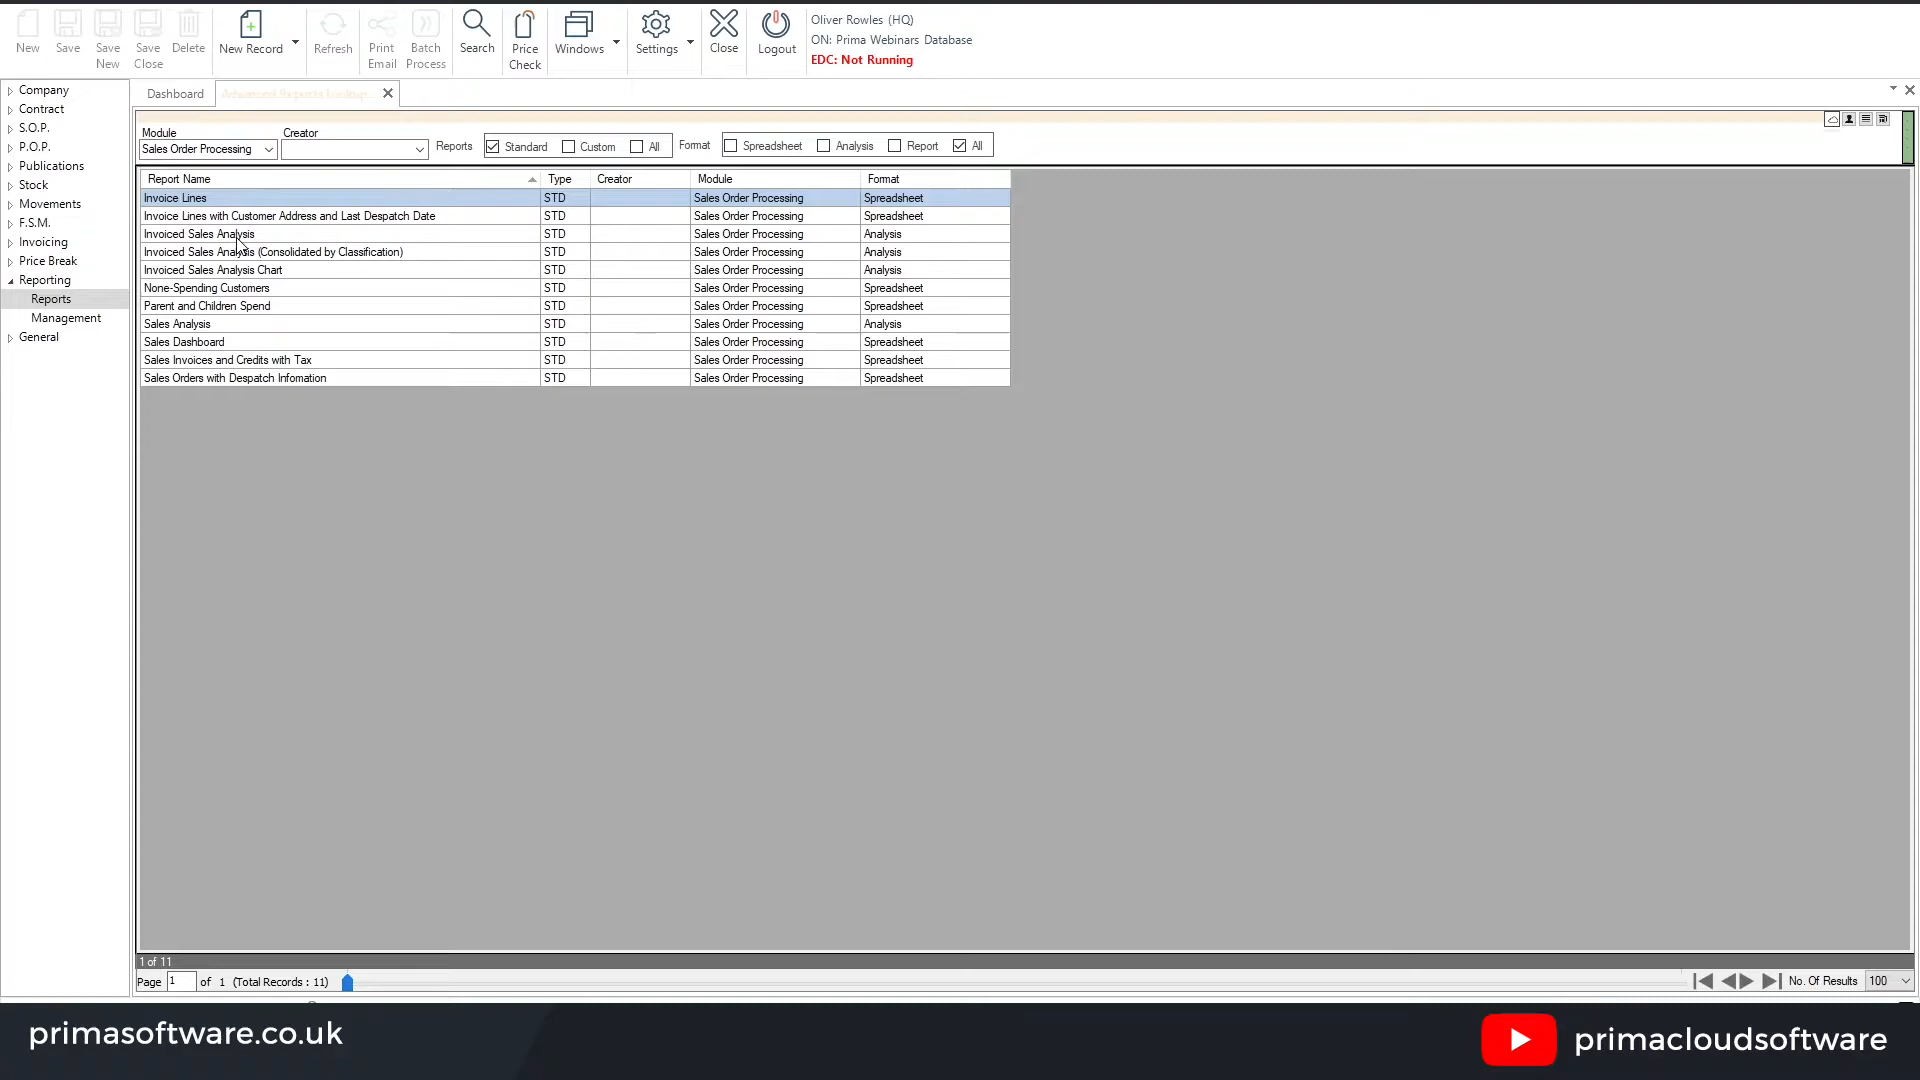 New
Save
Save New
Save Close
Delete
New Record
Refresh
Print Email
Batch Process
Search
Price Check
Windows
Settings
Close
Logout
Oliver Rowles (HQ)
ON: Prima Webinars Database
EDC: Not Running
Company
Contract
S.O.P.
P.O.P.
Publications
Stock
Movements
F.S.M.
Invoicing
Price Break
Reporting
Reports
Management
General
Dashboard
Advanced Reports Lookup
Module
Creator
Sales Order Processing
Reports
Standard
Custom
All
Format
Spreadsheet
Analysis
Report
All
Report Name Type Creator Module Format
Invoice Lines STD Sales Order Processing Spreadsheet
Invoice Lines with Customer Address and Last Despatch Date STD Sales Order Processing Spreadsheet
Invoiced Sales Analysis STD Sales Order Processing Analysis
Invoiced Sales Analysis (Consolidated by Classification) STD Sales Order Processing Analysis
Invoiced Sales Analysis Chart STD Sales Order Processing Analysis
None-Spending Customers STD Sales Order Processing Spreadsheet
Parent and Children Spend STD Sales Order Processing Spreadsheet
Sales Analysis STD Sales Order Processing Analysis
Sales Dashboard STD Sales Order Processing Spreadsheet
Sales Invoices and Credits with Tax STD Sales Order Processing Spreadsheet
Sales Orders with Despatch Infomation STD Sales Order Processing Spreadsheet
1 of 11
Page 1 of 1 (Total Records : 11)
No. Of Results 100
primasoftware.co.uk
primacloudsoftware